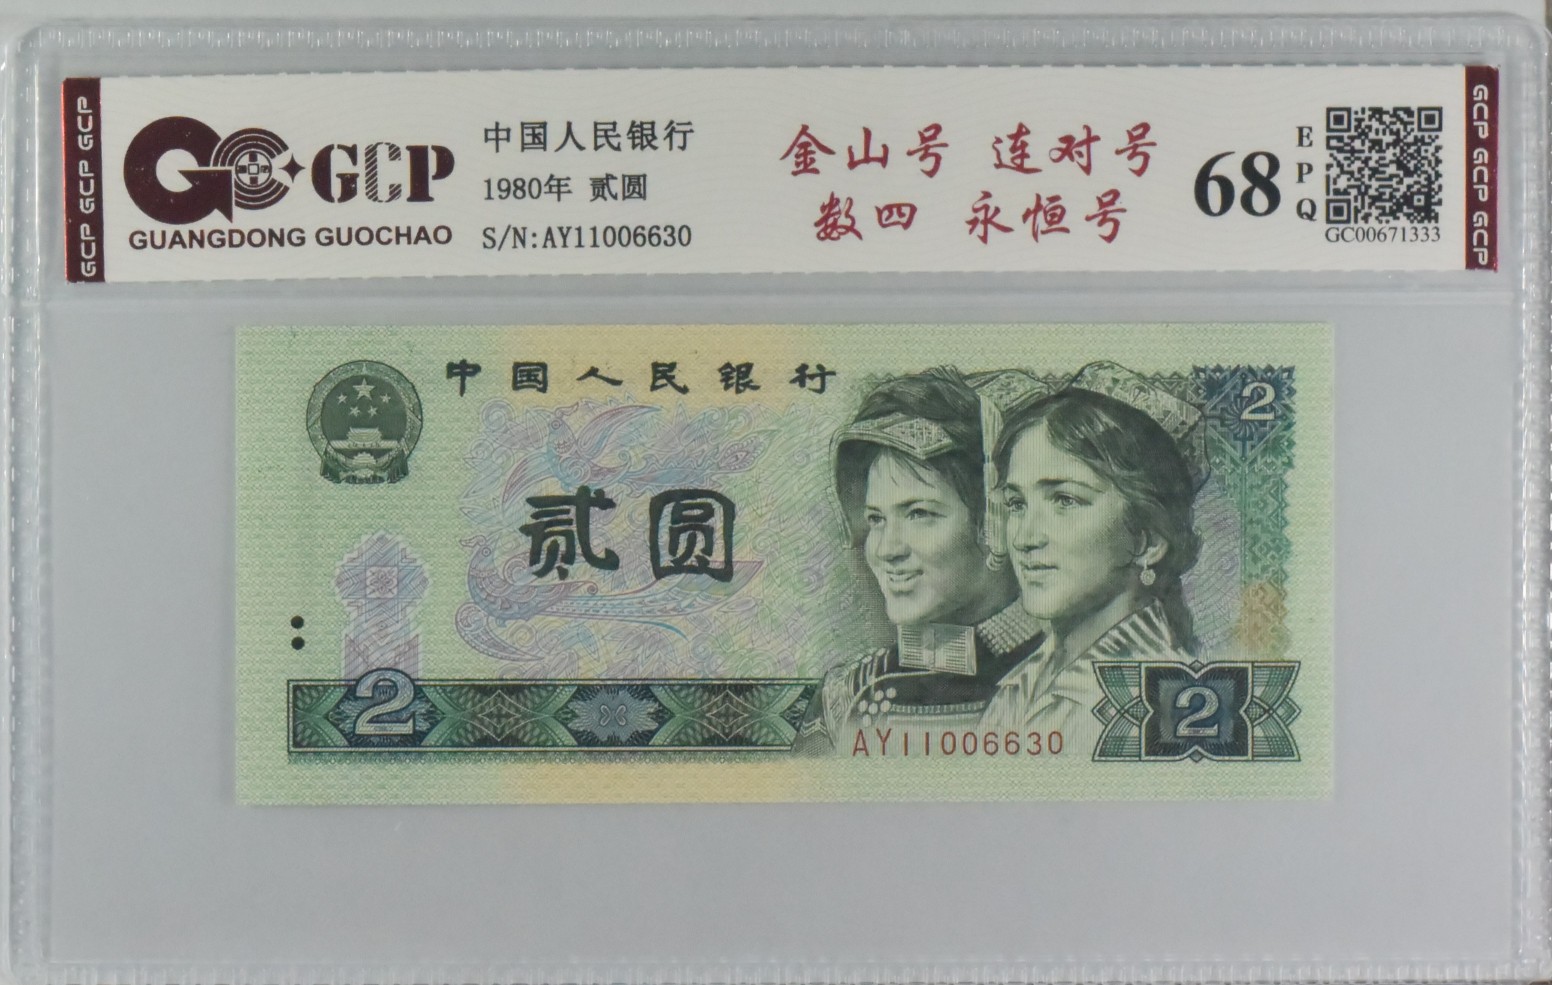 GCP GCP GCP
GCP
GUANGDONG GUOCHAO
中国人民银行
1980年 贰圆
S/N:AY11006630
金山号 连对号
数四 永恒号
68
EPQ
GC00671333
GCP GCP GCP
中国人民银行
2
贰圆
2
AY11006630
2